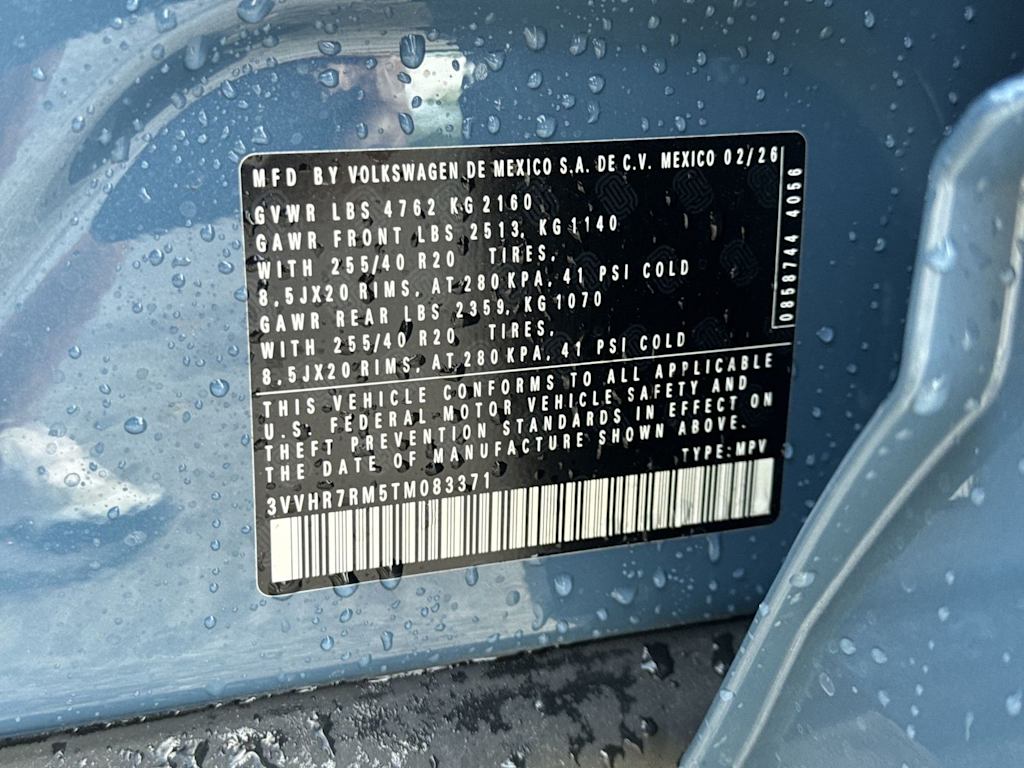 MFD BY VOLKSWAGEN DE MEXICO S.A. DE C.V. MEXICO 02/26
GVWR LBS 4762 KG 2160
GAWR FRONT LBS 2513, KG 1140
WITH 255/40 R20 TIRES,
8,5JX20 RIMS, AT 280 KPA, 41 PSI COLD
GAWR REAR LBS 2359, KG 1070
WITH 255/40 R20 TIRES,
8,5JX20 RIMS, AT 280 KPA, 41 PSI COLD
0858744 4056
THIS VEHICLE CONFORMS TO ALL APPLICABLE
U.S. FEDERAL MOTOR VEHICLE SAFETY AND
THEFT PREVENTION STANDARDS IN EFFECT ON
THE DATE OF MANUFACTURE SHOWN ABOVE.
TYPE: MPV
3VVHR7RM5TM083371